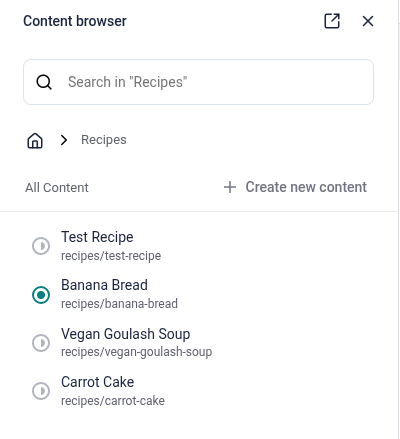 Content browser
Search in "Recipes"
Recipes
All Content
Create new content
Test Recipe
recipes/test-recipe
Banana Bread
recipes/banana-bread
Vegan Goulash Soup
recipes/vegan-goulash-soup
Carrot Cake
recipes/carrot-cake